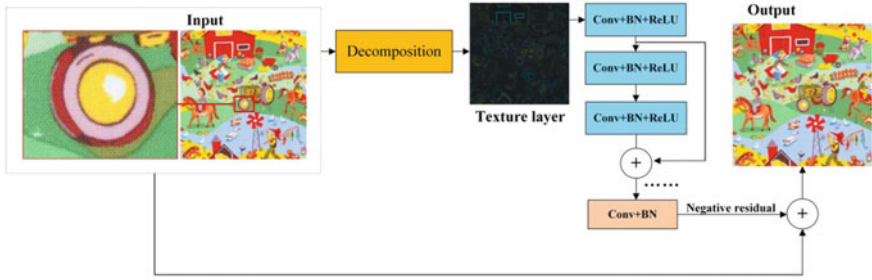 Input
Decomposition
Texture layer
Conv+BN+ReLU
Conv+BN+ReLU
Conv+BN+ReLU
+
......
Conv+BN
Negative residual
+
Output